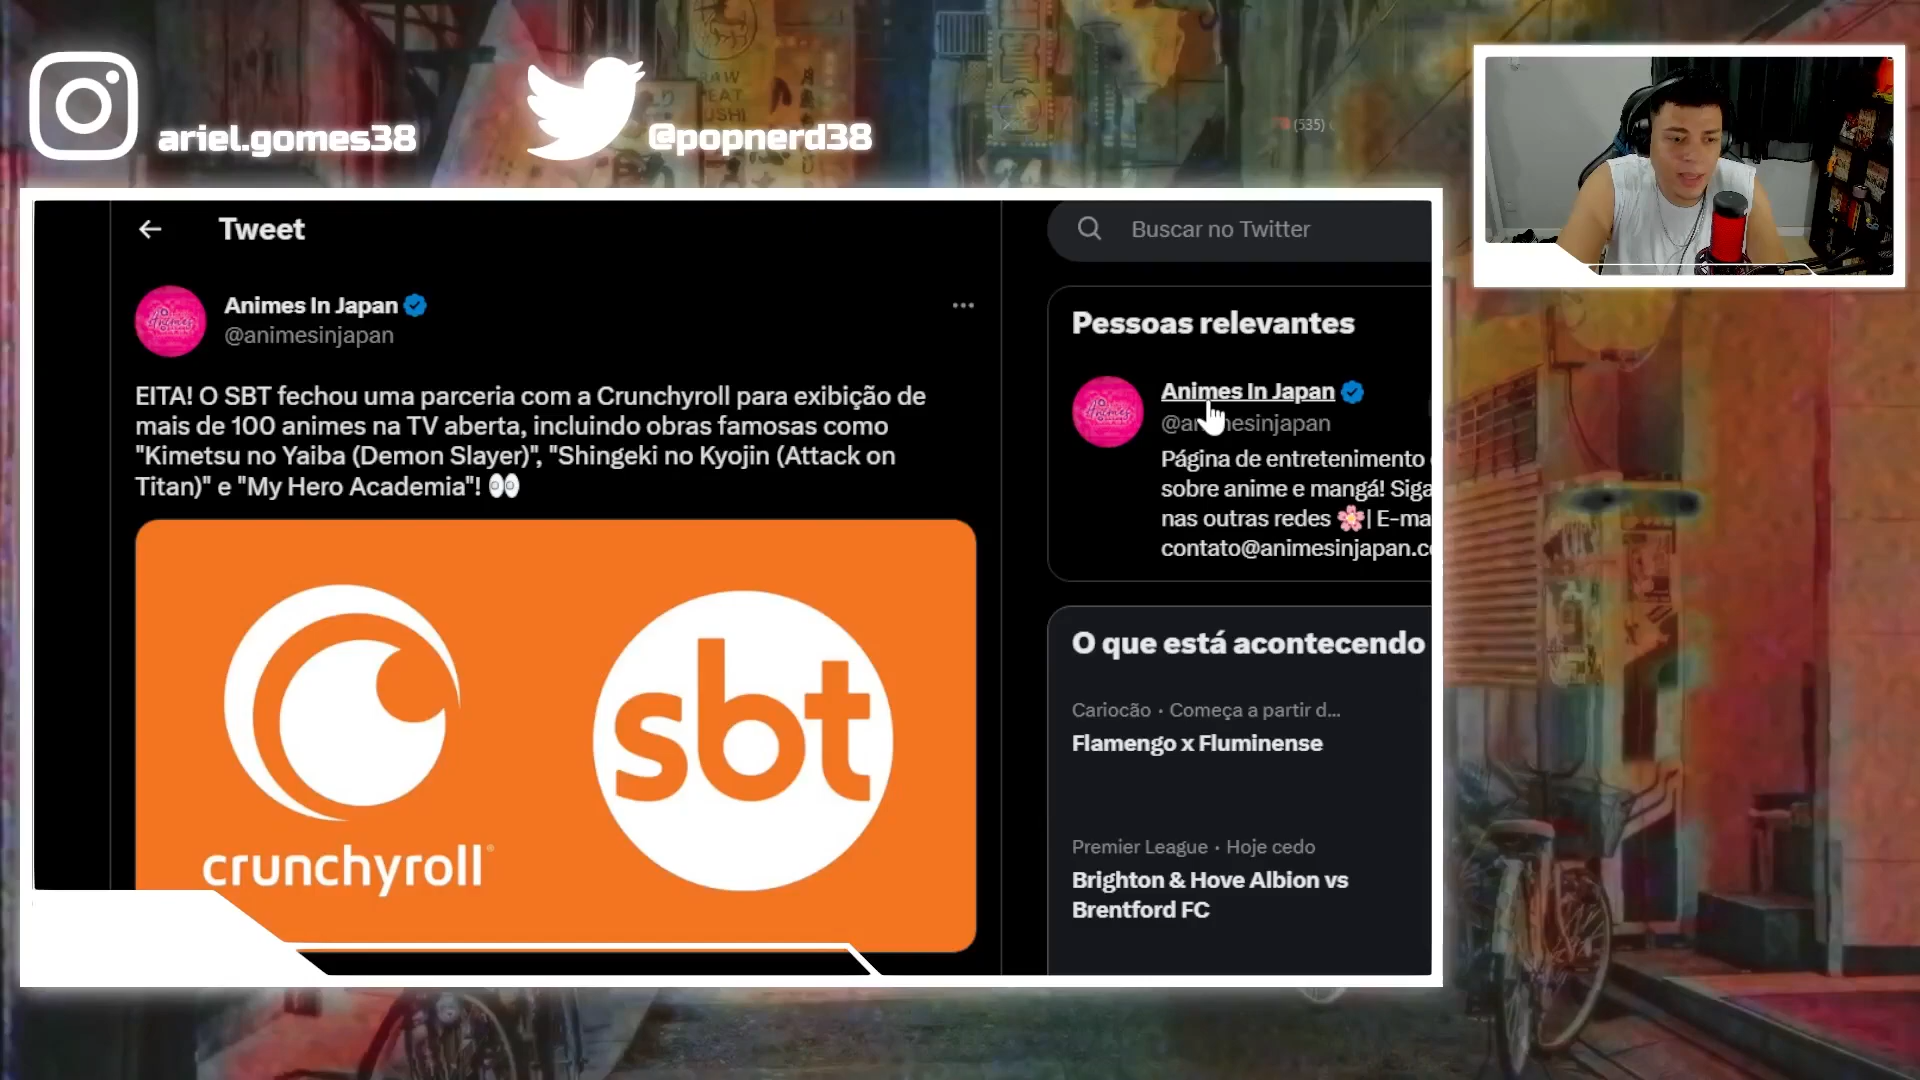 ariel.gomes38
@popnerd38
(535)
Tweet
Buscar no Twitter
Animes In Japan
@animesinjapan
EITA! O SBT fechou uma parceria com a Crunchyroll para exibição de
mais de 100 animes na TV aberta, incluindo obras famosas como
"Kimetsu no Yaiba (Demon Slayer)", "Shingeki no Kyojin (Attack on
Titan)" e "My Hero Academia"! 👀
crunchyroll
sbt
Pessoas relevantes
Animes In Japan
Página de entretenimento
sobre anime e mangá! Siga
nas outras redes 🌸| E-ma
contato@animesinjapan.c
O que está acontecendo
Cariocão · Começa a partir d...
Flamengo x Fluminense
Premier League · Hoje cedo
Brighton & Hove Albion vs
Brentford FC